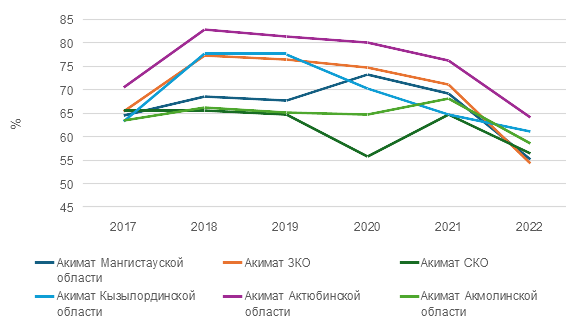 85
80
75
70
65
60
55
50
45
%
2017 2018 2019 2020 2021 2022
Акимат Мангистауской области
Акимат ЗКО
Акимат СКО
Акимат Кызылординской области
Акимат Актюбинской области
Акимат Акмолинской области